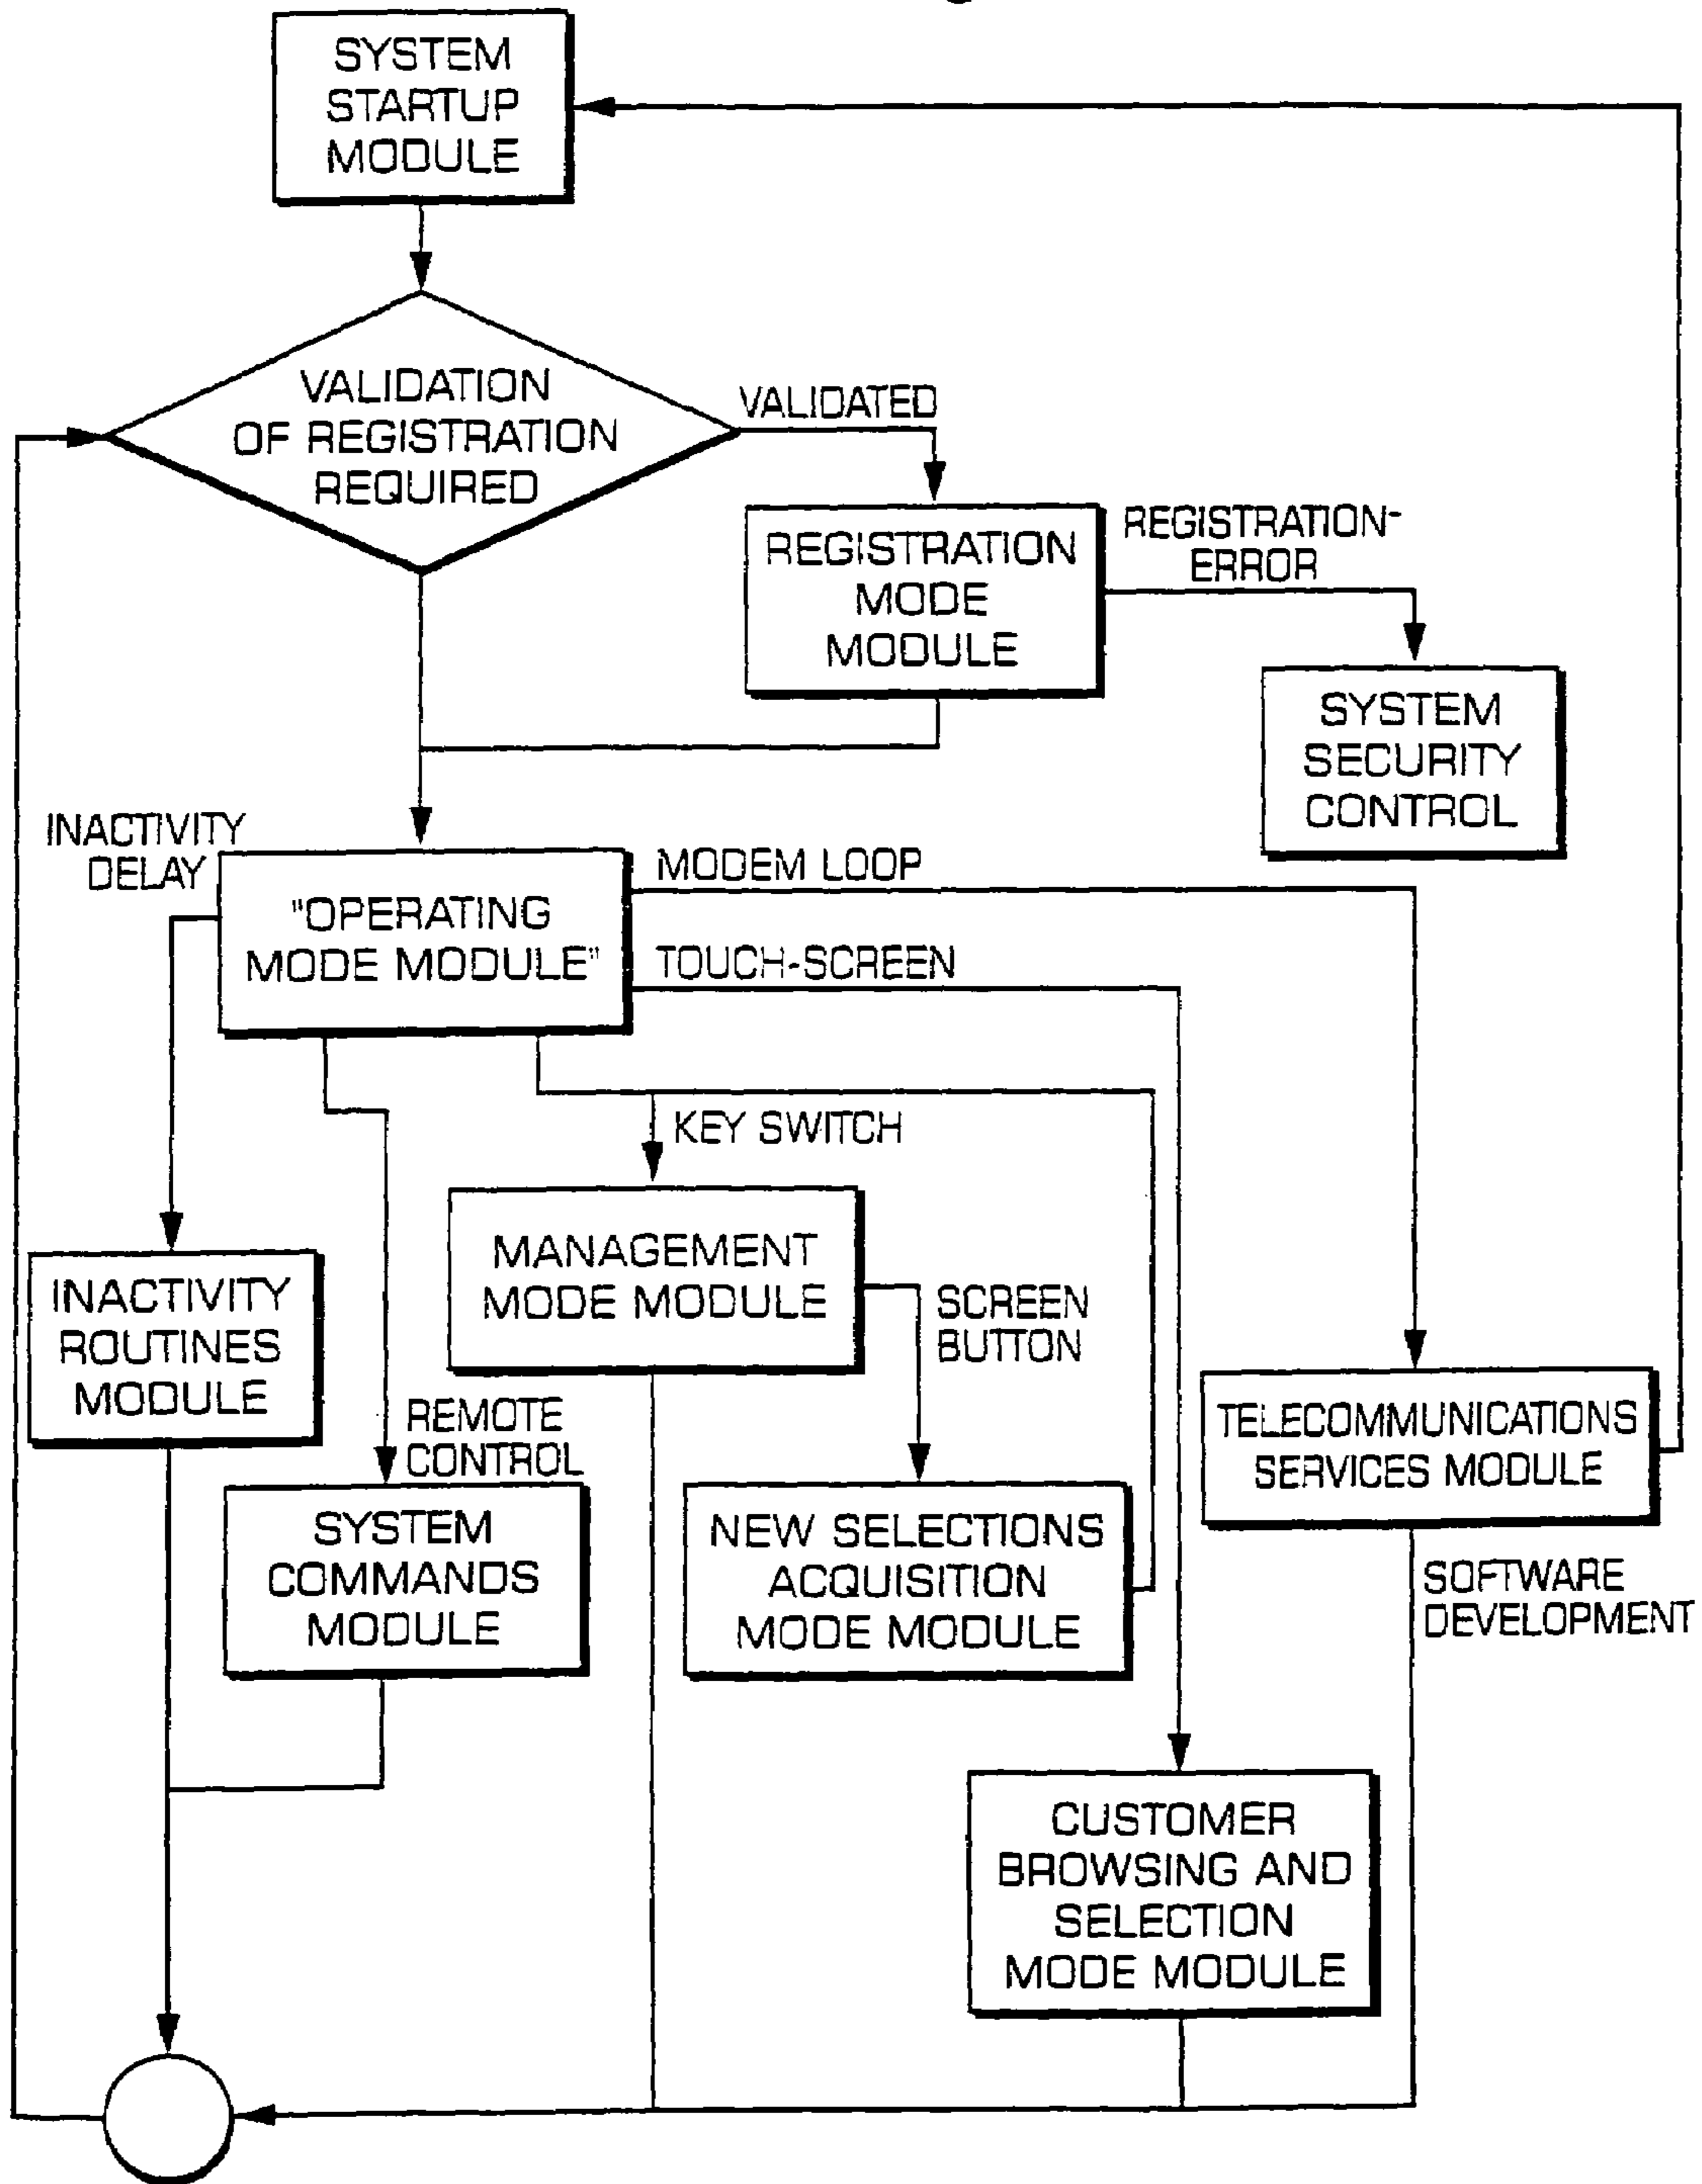 SYSTEM
STARTUP
MODULE
VALIDATION
OF REGISTRATION
REQUIRED
VALIDATED
REGISTRATION
MODE
MODULE
REGISTRATION-
ERROR
SYSTEM
SECURITY
CONTROL
INACTIVITY
DELAY
"OPERATING
MODE MODULE"
MODEM LOOP
TOUCH-SCREEN
KEY SWITCH
MANAGEMENT
MODE MODULE
SCREEN
BUTTON
INACTIVITY
ROUTINES
MODULE
REMOTE
CONTROL
TELECOMMUNICATIONS
SERVICES MODULE
SYSTEM
COMMANDS
MODULE
NEW SELECTIONS
ACQUISITION
MODE MODULE
SOFTWARE
DEVELOPMENT
CUSTOMER
BROWSING AND
SELECTION
MODE MODULE